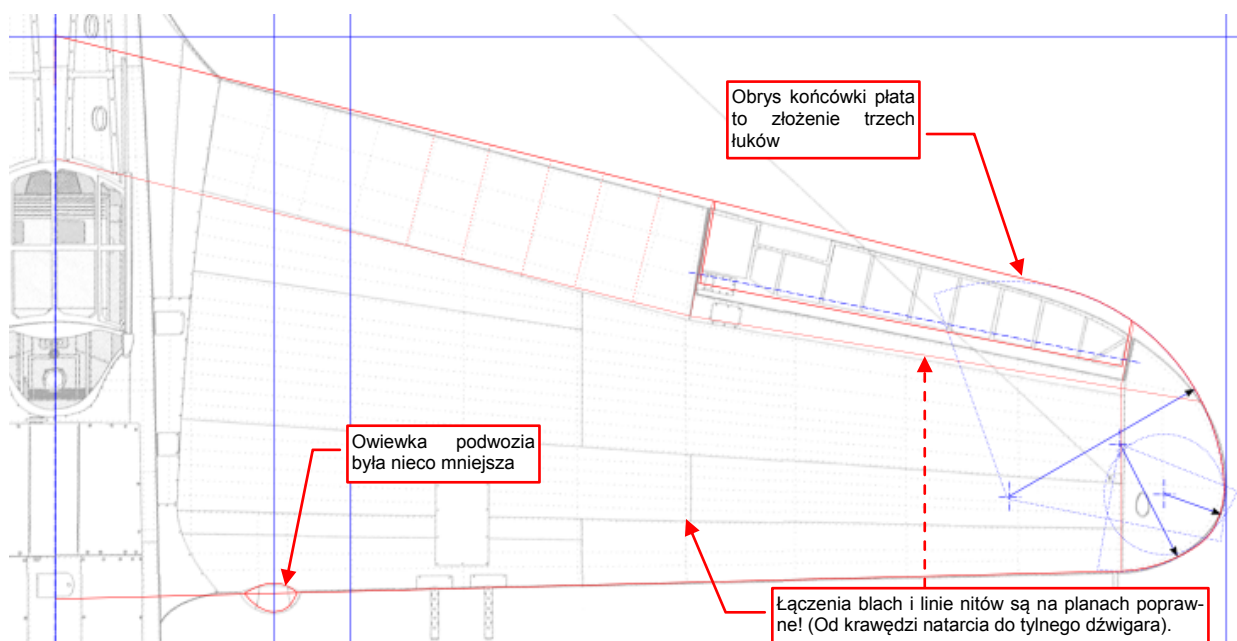 Obrys końcówki płata
to złożenie trzech
łuków
Owiewka podwozia
była nieco mniejsza
Łączenia blach i linie nitów są na planach popraw-
ne! (Od krawędzi natarcia do tylnego dźwigara).